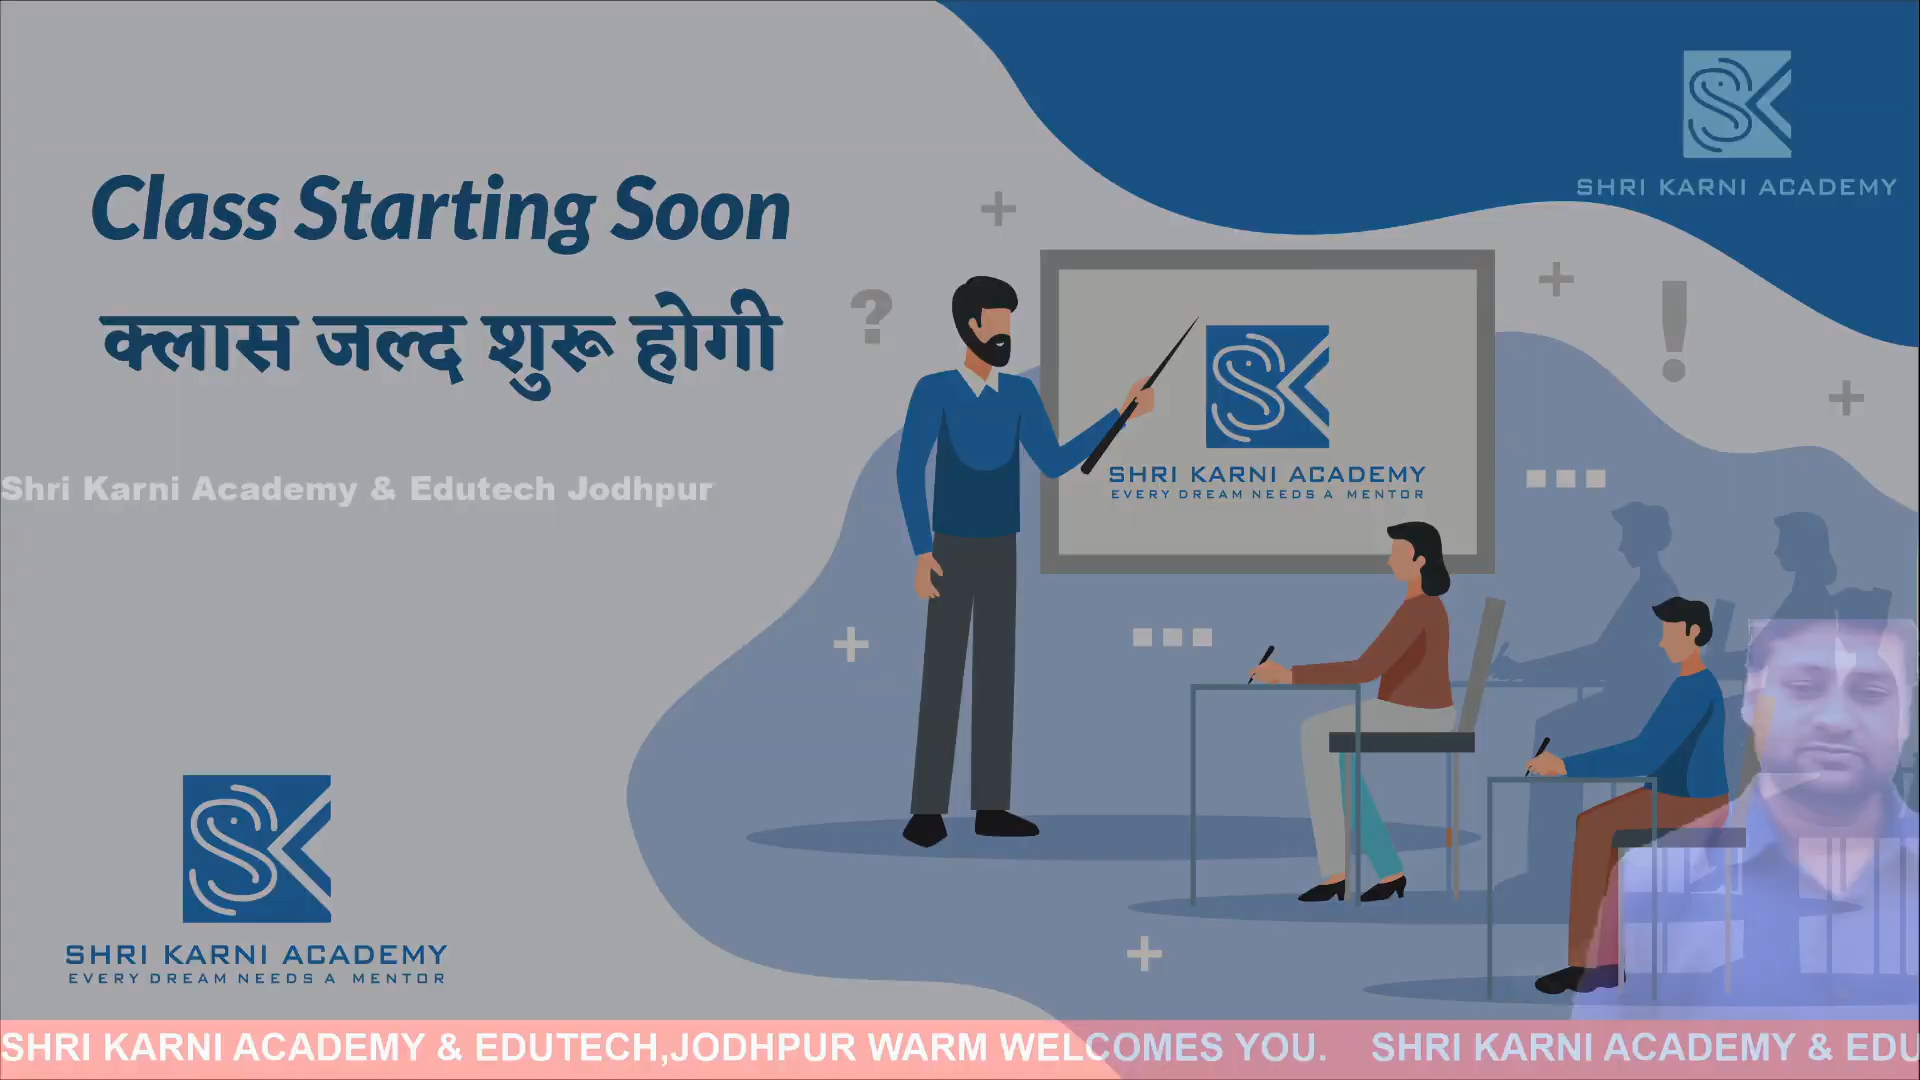 SHRI KARNI ACADEMY
Class Starting Soon
क्लास जल्द शुरू होगी
?
!
SK
SHRI KARNI ACADEMY
EVERY DREAM NEEDS A MENTOR
Shri Karni Academy & Edutech Jodhpur
SK
SHRI KARNI ACADEMY
EVERY DREAM NEEDS A MENTOR
SHRI KARNI ACADEMY & EDUTECH,JODHPUR WARM WELCOMES YOU. SHRI KARNI ACADEMY & EDU